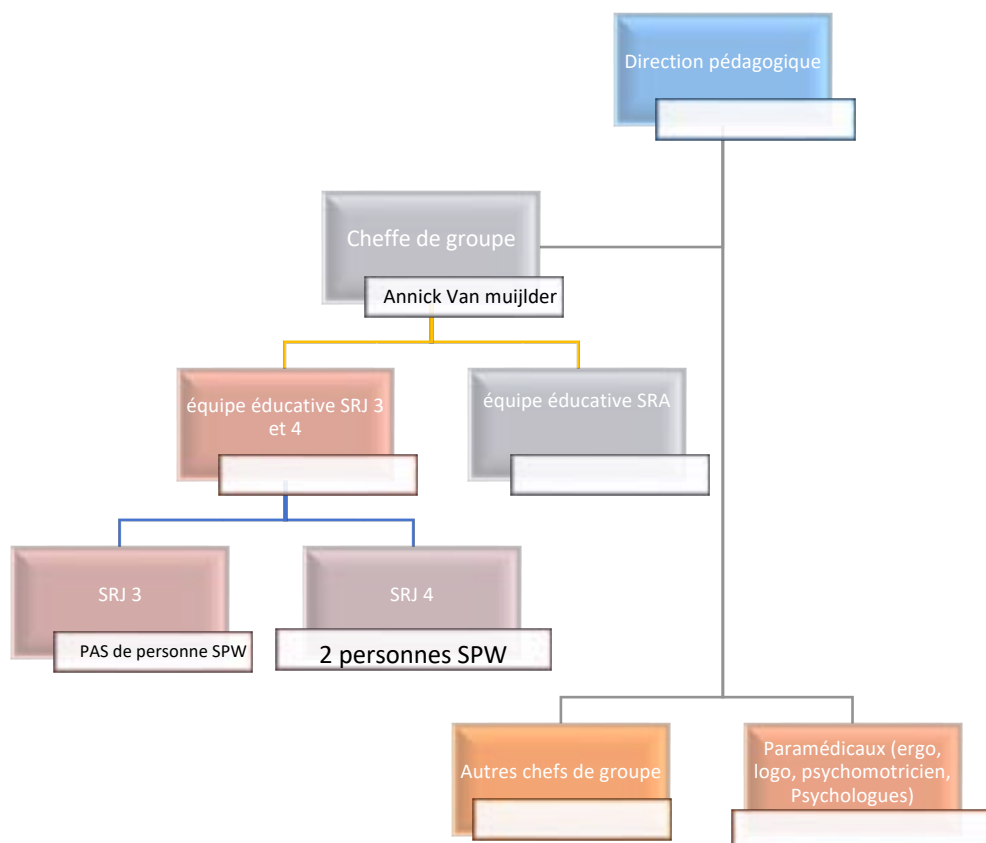 Direction pédagogique
Cheffe de groupe
Annick Van muijlder
équipe éducative SRJ 3
et 4
équipe éducative SRA
SRJ 3
PAS de personne SPW
SRJ 4
2 personnes SPW
Autres chefs de groupe
Paramédicaux (ergo,
logo, psychomotricien,
Psychologues)